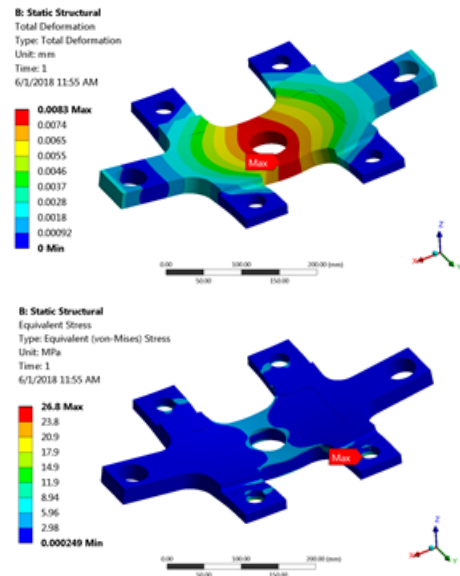 B: Static Structural
Total Deformation
Type: Total Deformation
Unit: mm
Time: 1
6/1/2018 11:55 AM
0.0083 Max
0.0074
0.0065
0.0055
0.0046
0.0037
0.0028
0.0018
0.00092
0 Min
Max
0.00 100.00 200.00 (mm)
50.00 150.00
Z
X Y
B: Static Structural
Equivalent Stress
Type: Equivalent (von-Mises) Stress
Unit: MPa
Time: 1
6/1/2018 11:55 AM
26.8 Max
23.8
20.9
17.9
14.9
11.9
8.94
5.96
2.98
0.000249 Min
Max
0.00 100.00 200.00 (mm)
50.00 150.00
Z
X Y